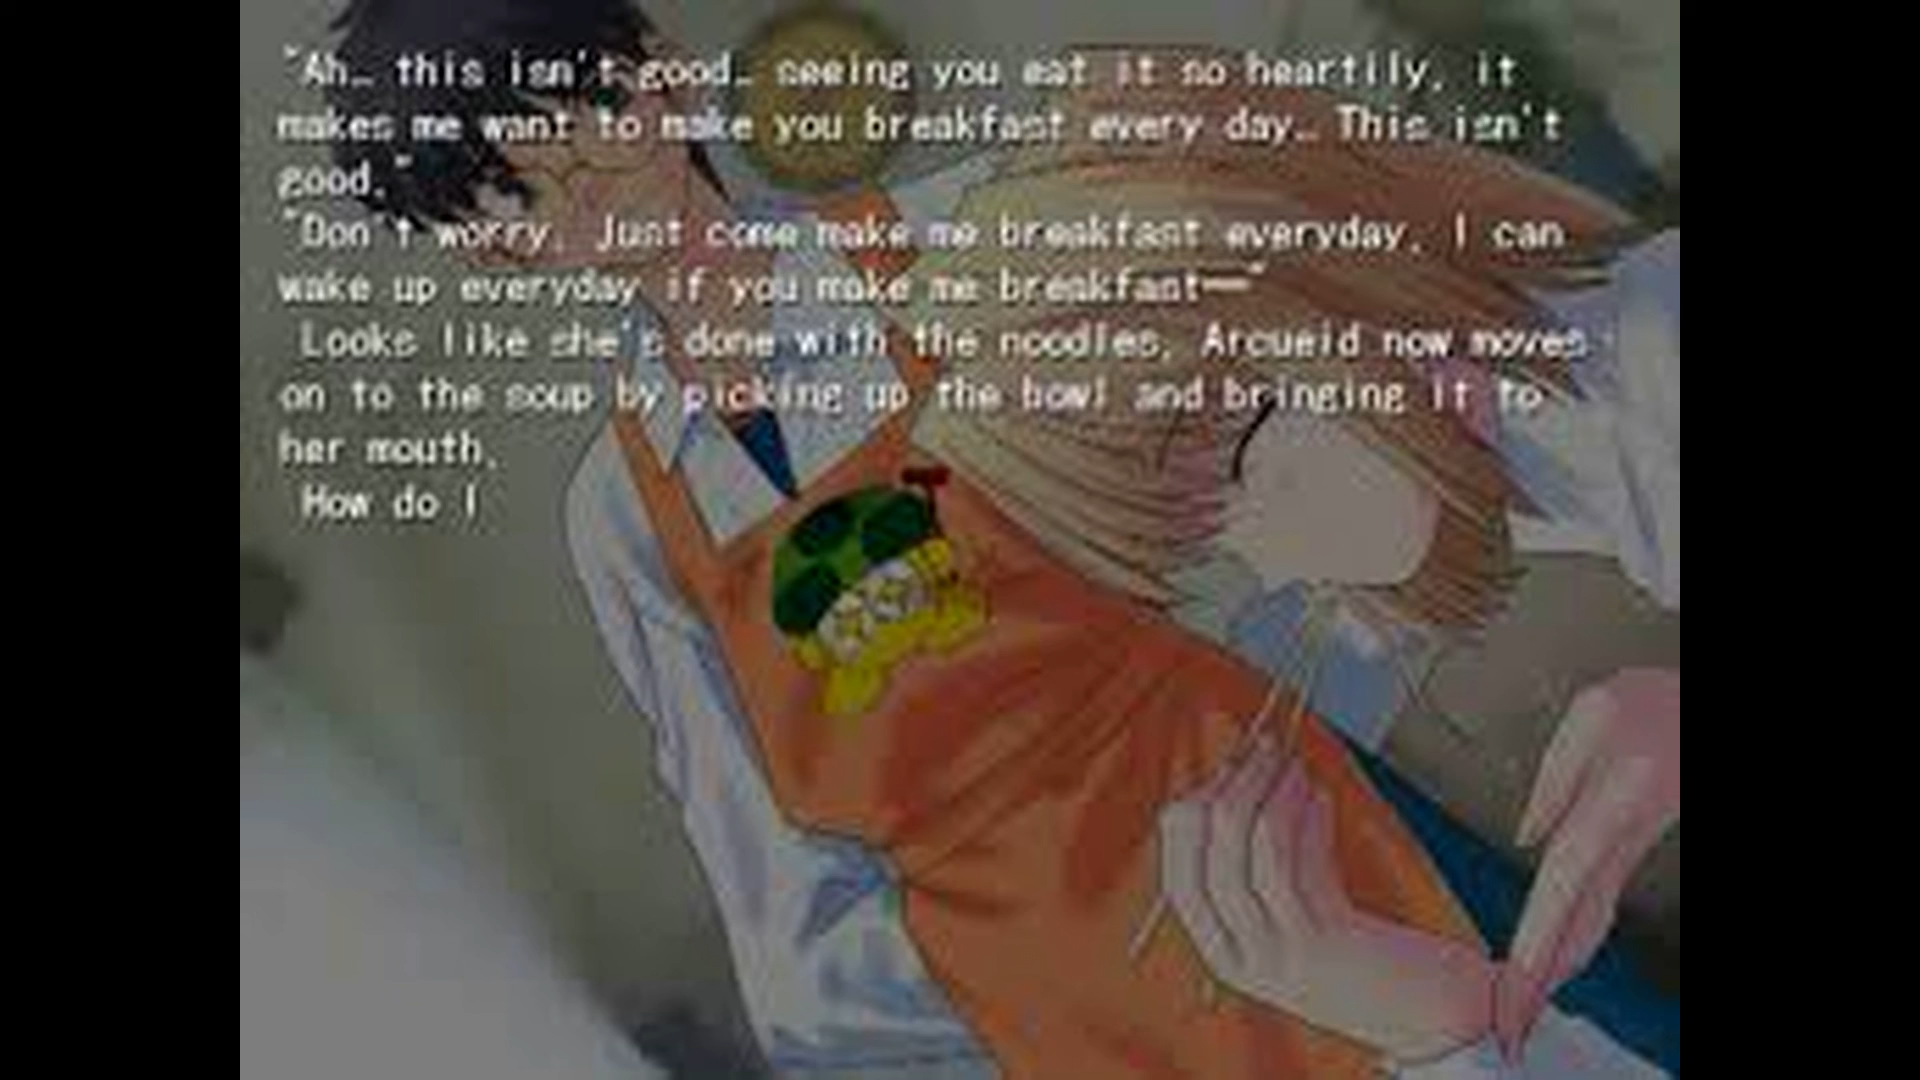 "Ah… this isn't good… seeing you eat it so heartily, it
makes me want to make you breakfast every day… This isn't
good."
"Don't worry. Just come make me breakfast everyday. I can
wake up everyday if you make me breakfast——"
Looks like she's done with the noodles. Arcueid now moves
on to the soup by picking up the bowl and bringing it to
her mouth.
How do I